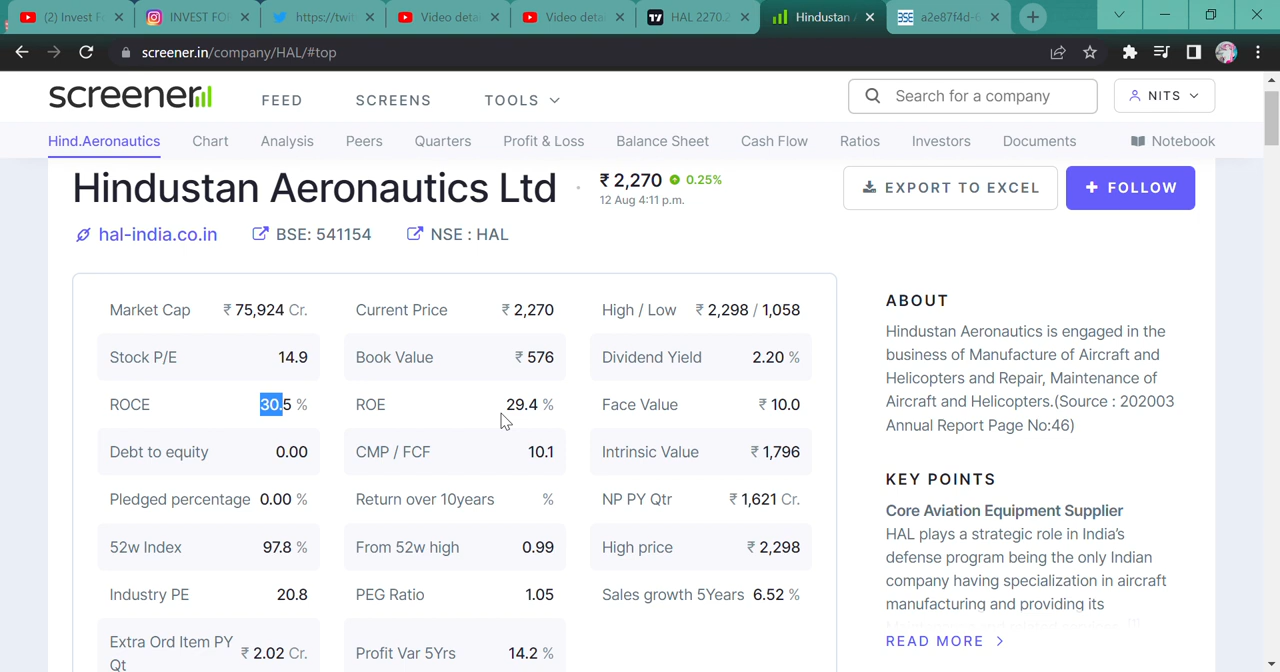 (2) Invest Fo
INVEST FOI
https://twit
Video deta
Video deta
HAL 2270.2
Hindustan A
BSE
a2e87f4d-6
screener.in/company/HAL/#top
screener
FEED
SCREENS
TOOLS
Search for a company
NITS
Hind.Aeronautics
Chart
Analysis
Peers
Quarters
Profit & Loss
Balance Sheet
Cash Flow
Ratios
Investors
Documents
Notebook
Hindustan Aeronautics Ltd
₹ 2,270 0.25%
12 Aug 4:11 p.m.
EXPORT TO EXCEL
+ FOLLOW
hal-india.co.in
BSE: 541154
NSE : HAL
Market Cap ₹ 75,924 Cr.
Current Price ₹ 2,270
High / Low ₹ 2,298 / 1,058
Stock P/E 14.9
Book Value ₹ 576
Dividend Yield 2.20 %
ROCE 30.5 %
ROE 29.4 %
Face Value ₹ 10.0
Debt to equity 0.00
CMP / FCF 10.1
Intrinsic Value ₹ 1,796
Pledged percentage 0.00 %
Return over 10years %
NP PY Qtr ₹ 1,621 Cr.
52w Index 97.8 %
From 52w high 0.99
High price ₹ 2,298
Industry PE 20.8
PEG Ratio 1.05
Sales growth 5Years 6.52 %
Extra Ord Item PY
Qt
₹ 2.02 Cr.
Profit Var 5Yrs 14.2 %
ABOUT
Hindustan Aeronautics is engaged in the
business of Manufacture of Aircraft and
Helicopters and Repair, Maintenance of
Aircraft and Helicopters.(Source : 202003
Annual Report Page No:46)
KEY POINTS
Core Aviation Equipment Supplier
HAL plays a strategic role in India's
defense program being the only Indian
company having specialization in aircraft
manufacturing and providing its
READ MORE